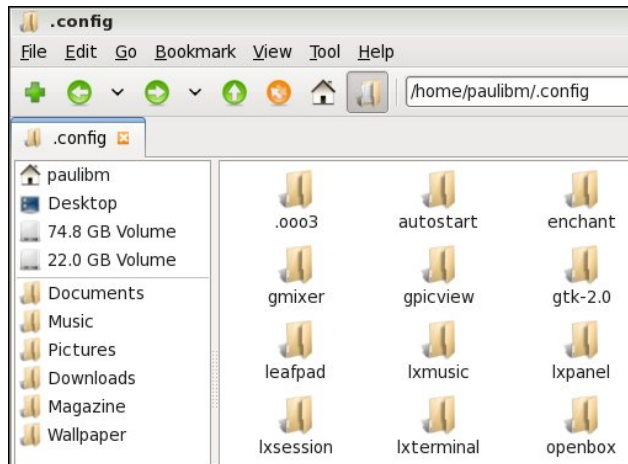 .config
File Edit Go Bookmark View Tool Help
/home/paulibm/.config
.config
paulibm
Desktop
74.8 GB Volume
22.0 GB Volume
Documents
Music
Pictures
Downloads
Magazine
Wallpaper
.ooo3 autostart enchant
gmixer gpicview gtk-2.0
leafpad lxmusic lxpanel
lxsession lxterminal openbox